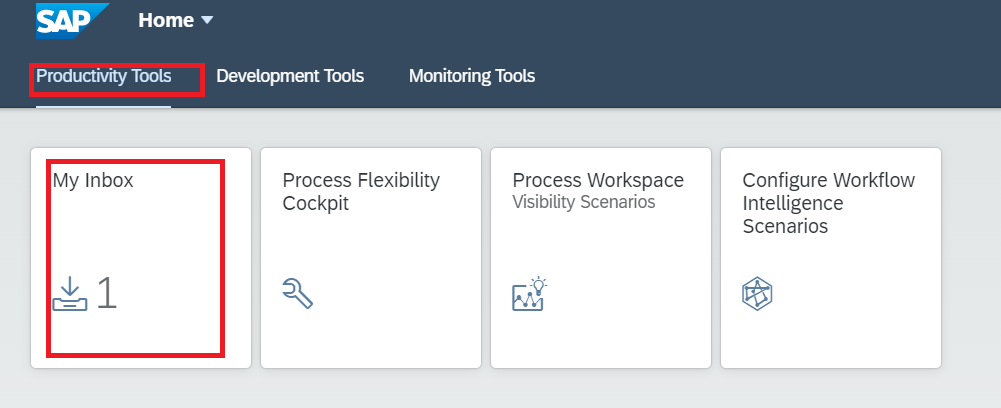 SAP Home
Productivity Tools Development Tools Monitoring Tools
My Inbox
1
Process Flexibility
Cockpit
Process Workspace
Visibility Scenarios
Configure Workflow
Intelligence
Scenarios